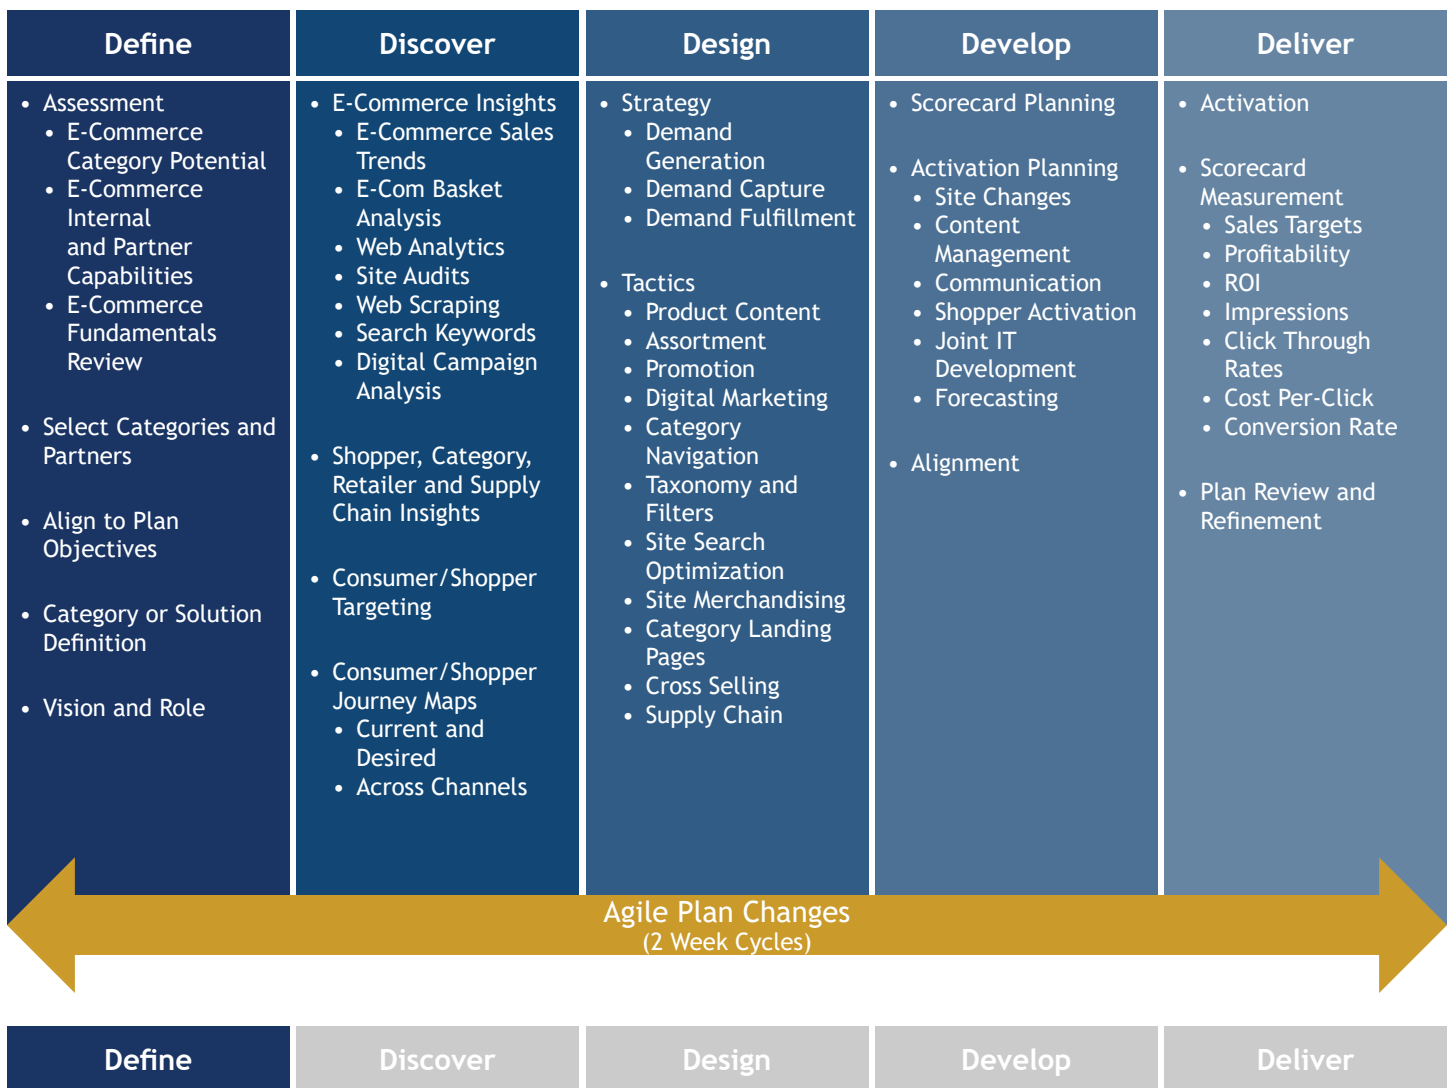 Define
Discover
Design
Develop
Deliver
• Assessment
• E-Commerce
Category Potential
• E-Commerce
Internal
and Partner
Capabilities
• E-Commerce
Fundamentals
Review
• Select Categories and
Partners
• Align to Plan
Objectives
• Category or Solution
Definition
• Vision and Role
• E-Commerce Insights
• E-Commerce Sales
Trends
• E-Com Basket
Analysis
• Web Analytics
• Site Audits
• Web Scraping
• Search Keywords
• Digital Campaign
Analysis
• Shopper, Category,
Retailer and Supply
Chain Insights
• Consumer/Shopper
Targeting
• Consumer/Shopper
Journey Maps
• Current and
Desired
• Across Channels
• Strategy
• Demand
Generation
• Demand Capture
• Demand Fulfillment
• Tactics
• Product Content
• Assortment
• Promotion
• Digital Marketing
• Category
Navigation
• Taxonomy and
Filters
• Site Search
Optimization
• Site Merchandising
• Category Landing
Pages
• Cross Selling
• Supply Chain
• Scorecard Planning
• Activation Planning
• Site Changes
• Content
Management
• Communication
• Shopper Activation
• Joint IT
Development
• Forecasting
• Alignment
• Activation
• Scorecard
Measurement
• Sales Targets
• Profitability
• ROI
• Impressions
• Click Through
Rates
• Cost Per-Click
• Conversion Rate
• Plan Review and
Refinement
Agile Plan Changes
(2 Week Cycles)
Define
Discover
Design
Develop
Deliver